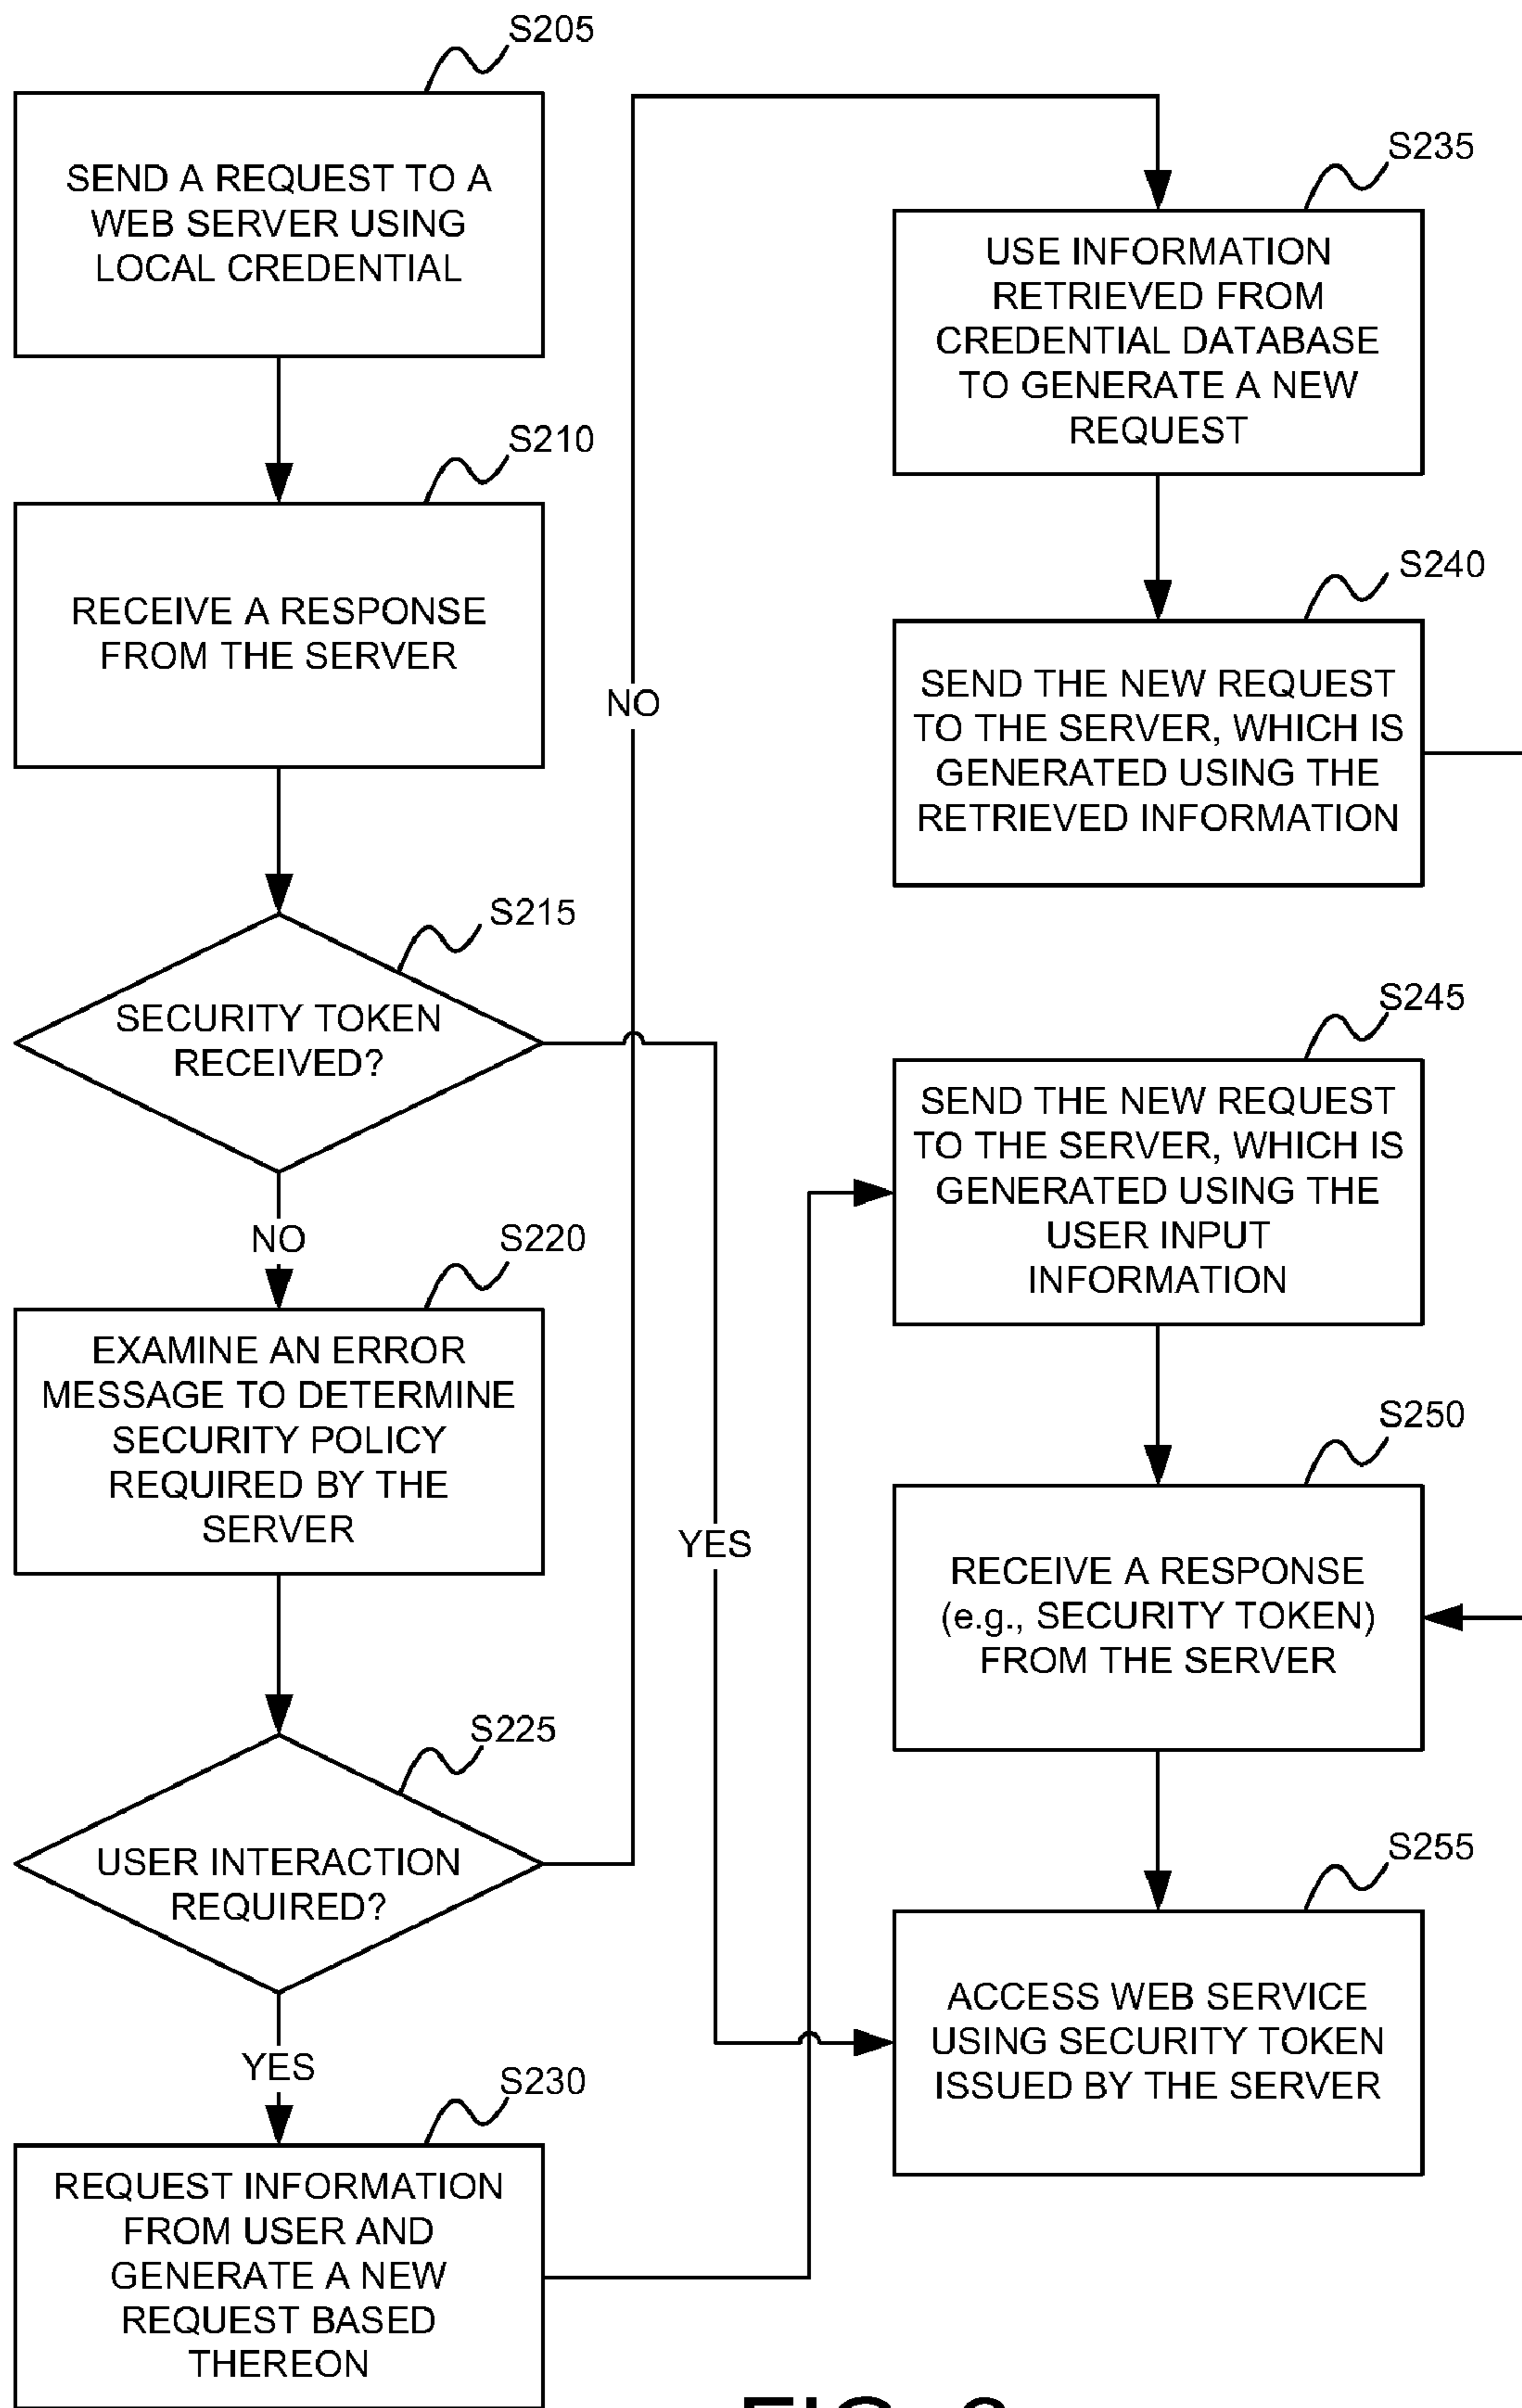 S205
SEND A REQUEST TO A
WEB SERVER USING
LOCAL CREDENTIAL
S210
RECEIVE A RESPONSE
FROM THE SERVER
S215
SECURITY TOKEN
RECEIVED?
NO
S220
EXAMINE AN ERROR
MESSAGE TO DETERMINE
SECURITY POLICY
REQUIRED BY THE
SERVER
S225
USER INTERACTION
REQUIRED?
YES
S230
REQUEST INFORMATION
FROM USER AND
GENERATE A NEW
REQUEST BASED
THEREON
NO
YES
S235
USE INFORMATION
RETRIEVED FROM
CREDENTIAL DATABASE
TO GENERATE A NEW
REQUEST
S240
SEND THE NEW REQUEST
TO THE SERVER, WHICH IS
GENERATED USING THE
RETRIEVED INFORMATION
S245
SEND THE NEW REQUEST
TO THE SERVER, WHICH IS
GENERATED USING THE
USER INPUT
INFORMATION
S250
RECEIVE A RESPONSE
(e.g., SECURITY TOKEN)
FROM THE SERVER
S255
ACCESS WEB SERVICE
USING SECURITY TOKEN
ISSUED BY THE SERVER